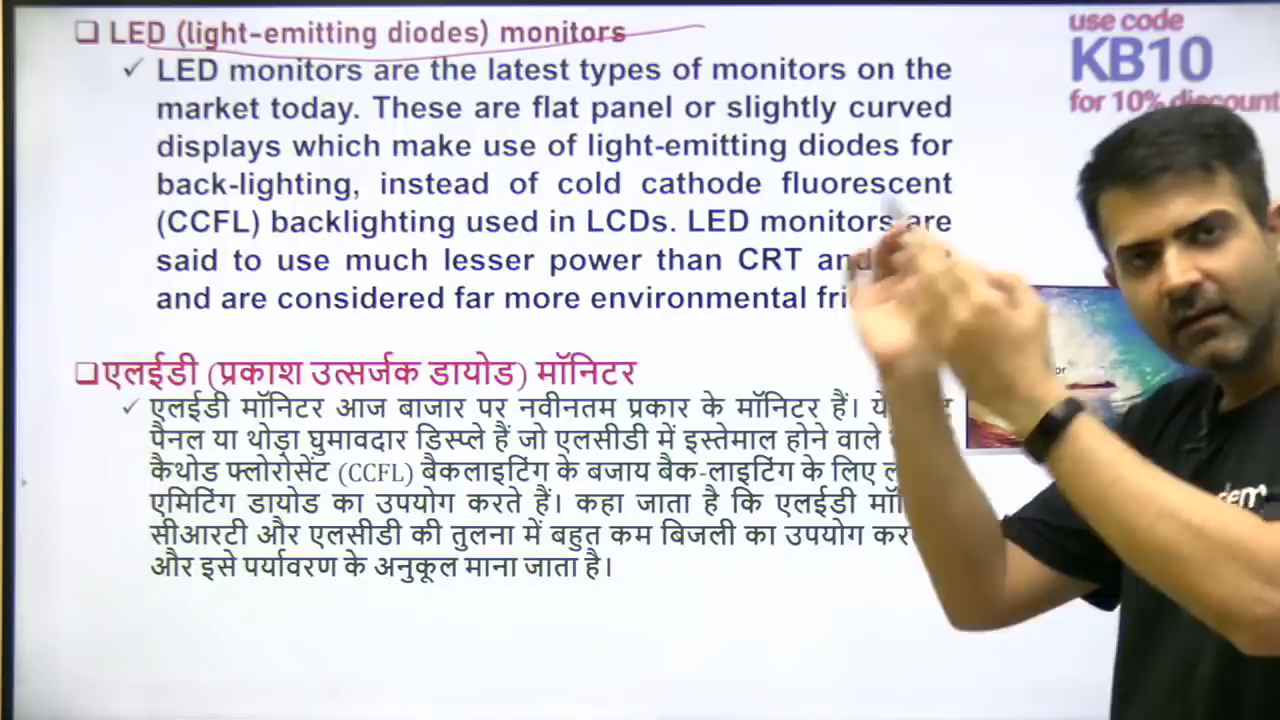 ❑ LED (light-emitting diodes) monitors
✓ LED monitors are the latest types of monitors on the
market today. These are flat panel or slightly curved
displays which make use of light-emitting diodes for
back-lighting, instead of cold cathode fluorescent
(CCFL) backlighting used in LCDs. LED monitors are
said to use much lesser power than CRT and
and are considered far more environmental
❑ एलईडी (प्रकाश उत्सर्जक डायोड) मॉनिटर
✓ एलईडी मॉनिटर आज बाजार पर नवीनतम प्रकार के मॉनिटर हैं। ये
पैनल या थोड़ा घुमावदार डिस्प्ले हैं जो एलसीडी में इस्तेमाल होने वाले
कैथोड फ्लोरोसेंट (CCFL) बैकलाइटिंग के बजाय बैक-लाइटिंग के लिए
एमिटिंग डायोड का उपयोग करते हैं। कहा जाता है कि एलईडी
सीआरटी और एलसीडी की तुलना में बहुत कम बिजली का उपयोग
और इसे पर्यावरण के अनुकूल माना जाता है।
use code
KB10
for 10% discount